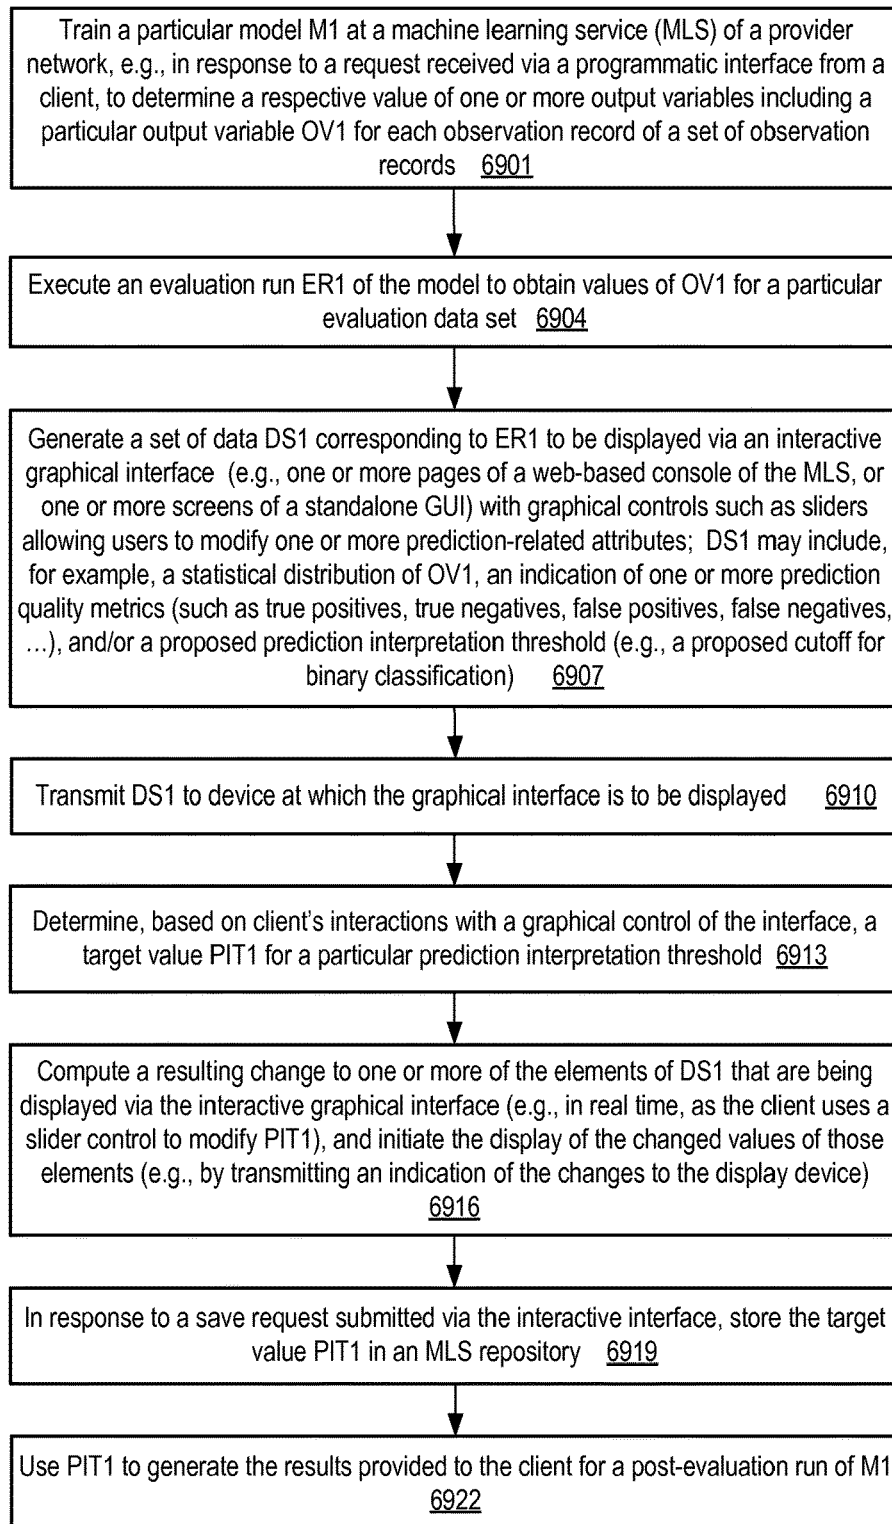 Train a particular model M1 at a machine learning service (MLS) of a provider
network, e.g., in response to a request received via a programmatic interface from a
client, to determine a respective value of one or more output variables including a
particular output variable OV1 for each observation record of a set of observation
records 6901
Execute an evaluation run ER1 of the model to obtain values of OV1 for a particular
evaluation data set 6904
Generate a set of data DS1 corresponding to ER1 to be displayed via an interactive
graphical interface (e.g., one or more pages of a web-based console of the MLS, or
one or more screens of a standalone GUI) with graphical controls such as sliders
allowing users to modify one or more prediction-related attributes; DS1 may include,
for example, a statistical distribution of OV1, an indication of one or more prediction
quality metrics (such as true positives, true negatives, false positives, false negatives,
…), and/or a proposed prediction interpretation threshold (e.g., a proposed cutoff for
binary classification) 6907
Transmit DS1 to device at which the graphical interface is to be displayed 6910
Determine, based on client's interactions with a graphical control of the interface, a
target value PIT1 for a particular prediction interpretation threshold 6913
Compute a resulting change to one or more of the elements of DS1 that are being
displayed via the interactive graphical interface (e.g., in real time, as the client uses a
slider control to modify PIT1), and initiate the display of the changed values of those
elements (e.g., by transmitting an indication of the changes to the display device)
6916
In response to a save request submitted via the interactive interface, store the target
value PIT1 in an MLS repository 6919
Use PIT1 to generate the results provided to the client for a post-evaluation run of M1
6922